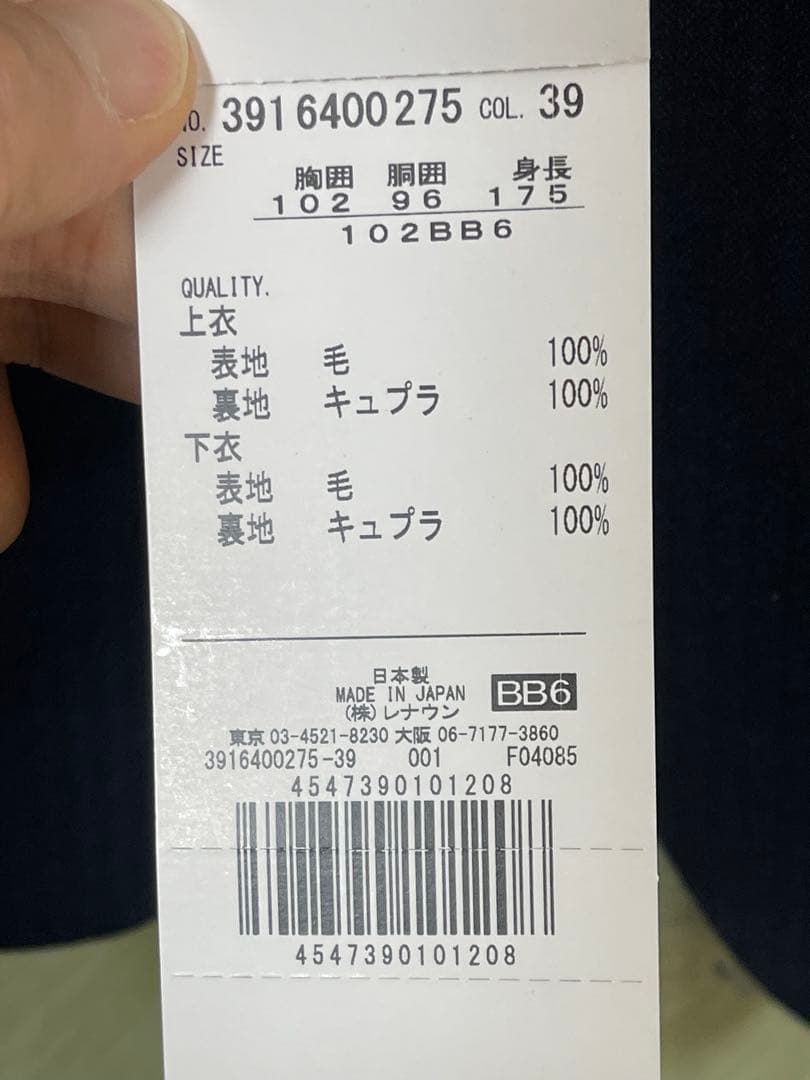 NO. 3916400275 COL. 39
SIZE
胸囲 胴囲 身長
102 96 175
102BB6
QUALITY.
上衣
表地 毛 100%
裏地 キュプラ 100%
下衣
表地 毛 100%
裏地 キュプラ 100%
日本製
MADE IN JAPAN BB6
(株)レナウン
東京 03-4521-8230 大阪 06-7177-3860
3916400275-39 001 F04085
4547390101208
4547390101208